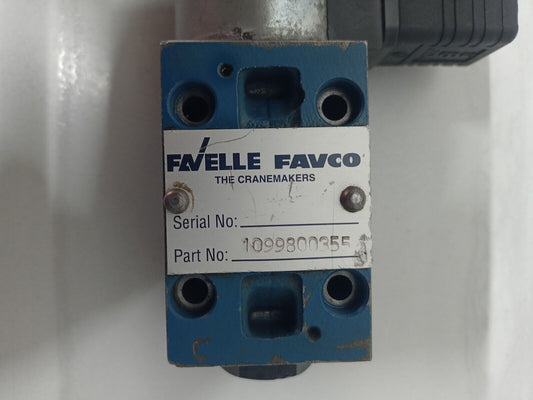 FAVELLE FAVCO
THE CRANEMAKERS
Serial No:
Part No: 1099800355